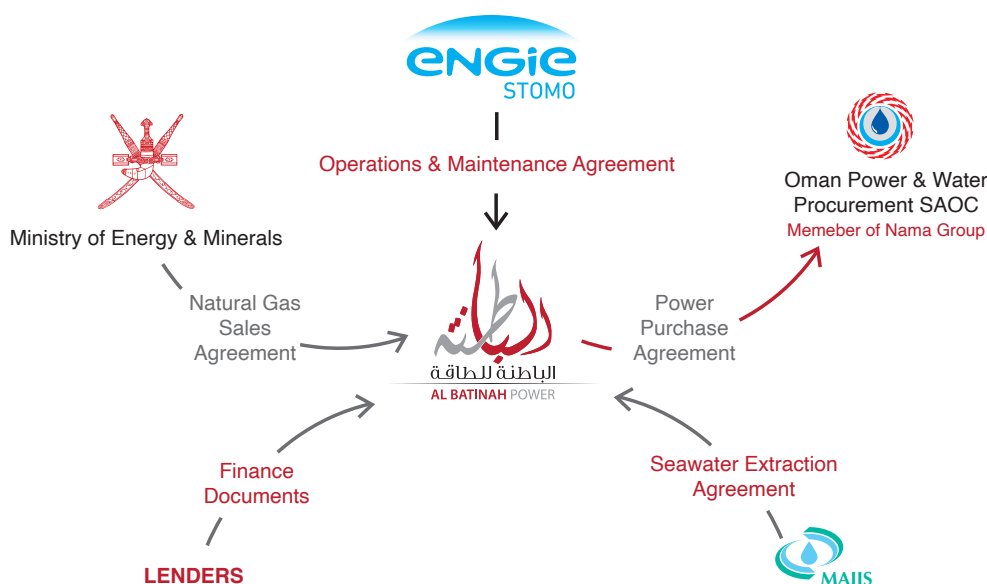 ENGIE
STOMO
Operations & Maintenance Agreement
Ministry of Energy & Minerals
Oman Power & Water
Procurement SAOC
Memeber of Nama Group
Natural Gas
Sales
Agreement
Power
Purchase
Agreement
الباطنة
الباطنة للطاقة
AL BATINAH POWER
Finance
Documents
Seawater Extraction
Agreement
LENDERS
MAJIS